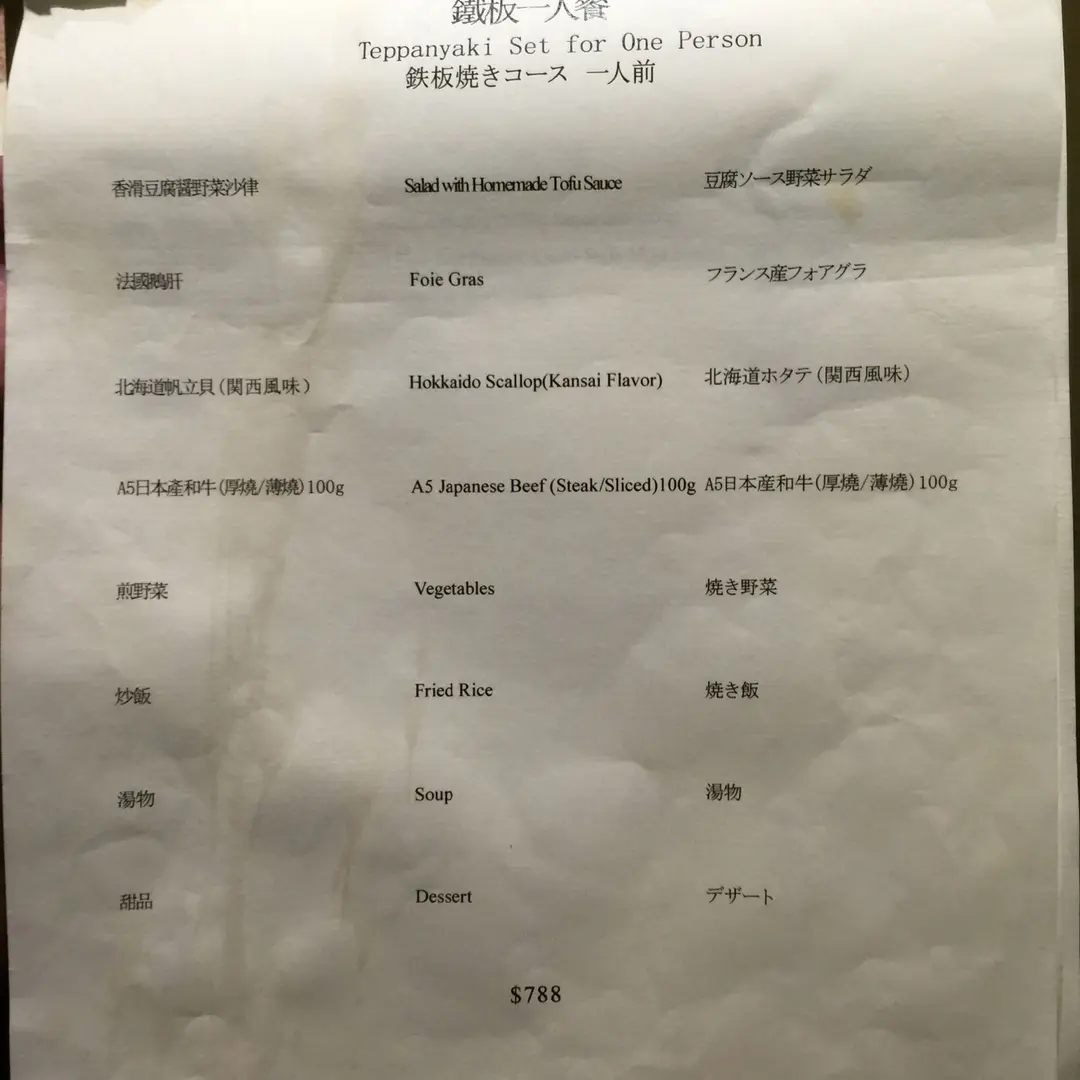 鐵板一人餐
Teppanyaki Set for One Person
鉄板焼きコース 一人前
香滑豆腐醬野菜沙律 Salad with Homemade Tofu Sauce 豆腐ソース野菜サラダ
法國鵝肝 Foie Gras フランス産フォアグラ
北海道帆立貝(関西風味) Hokkaido Scallop(Kansai Flavor) 北海道ホタテ(関西風味)
A5日本產和牛(厚燒/薄燒)100g A5 Japanese Beef (Steak/Sliced)100g A5日本産和牛(厚燒/薄燒)100g
煎野菜 Vegetables 焼き野菜
炒飯 Fried Rice 焼き飯
湯物 Soup 湯物
甜品 Dessert デザート
$788